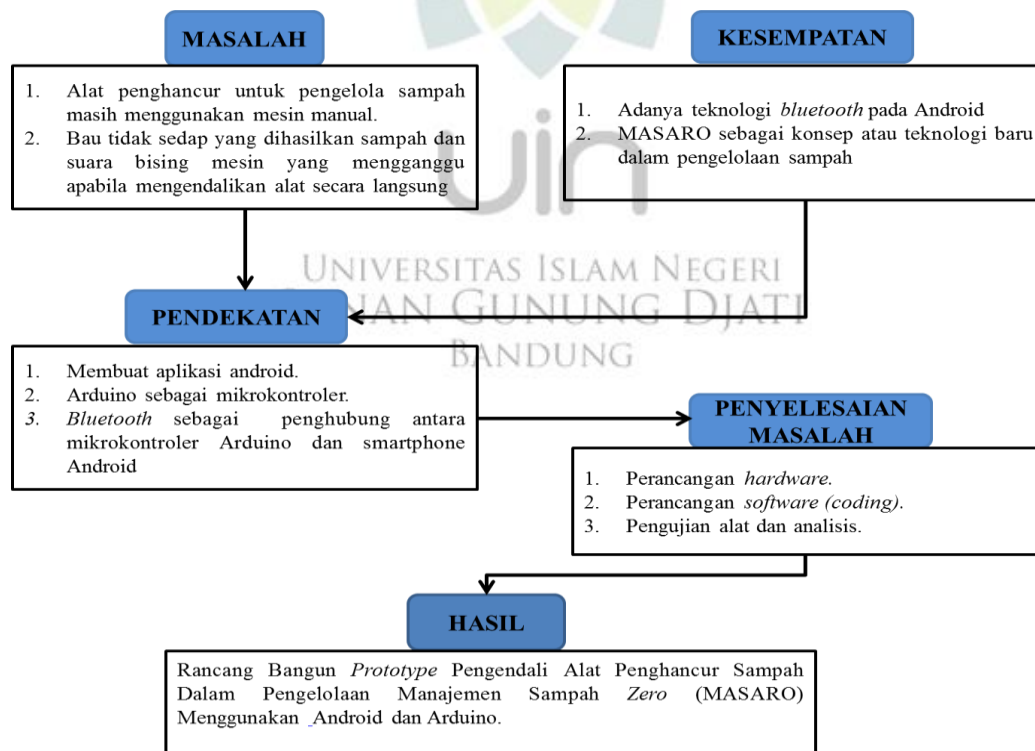 MASALAH
1. Alat penghancur untuk pengelola sampah
masih menggunakan mesin manual.
2. Bau tidak sedap yang dihasilkan sampah dan
suara bising mesin yang mengganggu
apabila mengendalikan alat secara langsung
KESEMPATAN
1. Adanya teknologi bluetooth pada Android
2. MASARO sebagai konsep atau teknologi baru
dalam pengelolaan sampah
uin
UNIVERSITAS ISLAM NEGERI
GUNUNG DJATI
BANDUNG
PENDEKATAN
1. Membuat aplikasi android.
2. Arduino sebagai mikrokontroler.
3. Bluetooth sebagai penghubung antara
mikrokontroler Arduino dan smartphone
Android
PENYELESAIAN
MASALAH
1. Perancangan hardware.
2. Perancangan software (coding).
3. Pengujian alat dan analisis.
HASIL
Rancang Bangun Prototype Pengendali Alat Penghancur Sampah
Dalam Pengelolaan Manajemen Sampah Zero (MASARO)
Menggunakan Android dan Arduino.